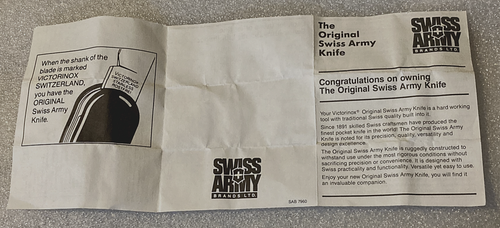 When the shank of the
blade is marked
VICTORINOX
SWITZERLAND,
you have the
ORIGINAL
Swiss Army
Knife.
VICTORINOX
SWITZERLAND
STAINLESS
ROSTFREI
SWISS
ARMY
BRANDS LTD.
The
Original
Swiss Army
Knife
SWISS
ARMY
BRANDS LTD.
Congratulations on owning
The Original Swiss Army Knife
Your Victorinox® Original Swiss Army Knife is a hard working
tool with traditional Swiss quality built into it.
Since 1891 skilled Swiss craftsmen have produced the
finest pocket knife in the world! The Original Swiss Army
Knife is noted for its precision, quality, versatility and
design excellence.
The Original Swiss Army Knife is ruggedly constructed to
withstand use under the most rigorous conditions without
sacrificing precision or convenience. It is designed with
Swiss practicality and functionality. Versatile yet easy to use.
Enjoy your new Original Swiss Army Knife, you will find it
an invaluable companion.